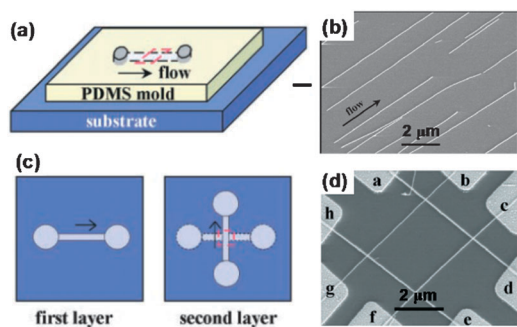 (a)
flow
PDMS mold
substrate
(b)
flow
2 μm
(c)
first layer
second layer
(d)
a
b
c
d
e
f
g
h
2 μm